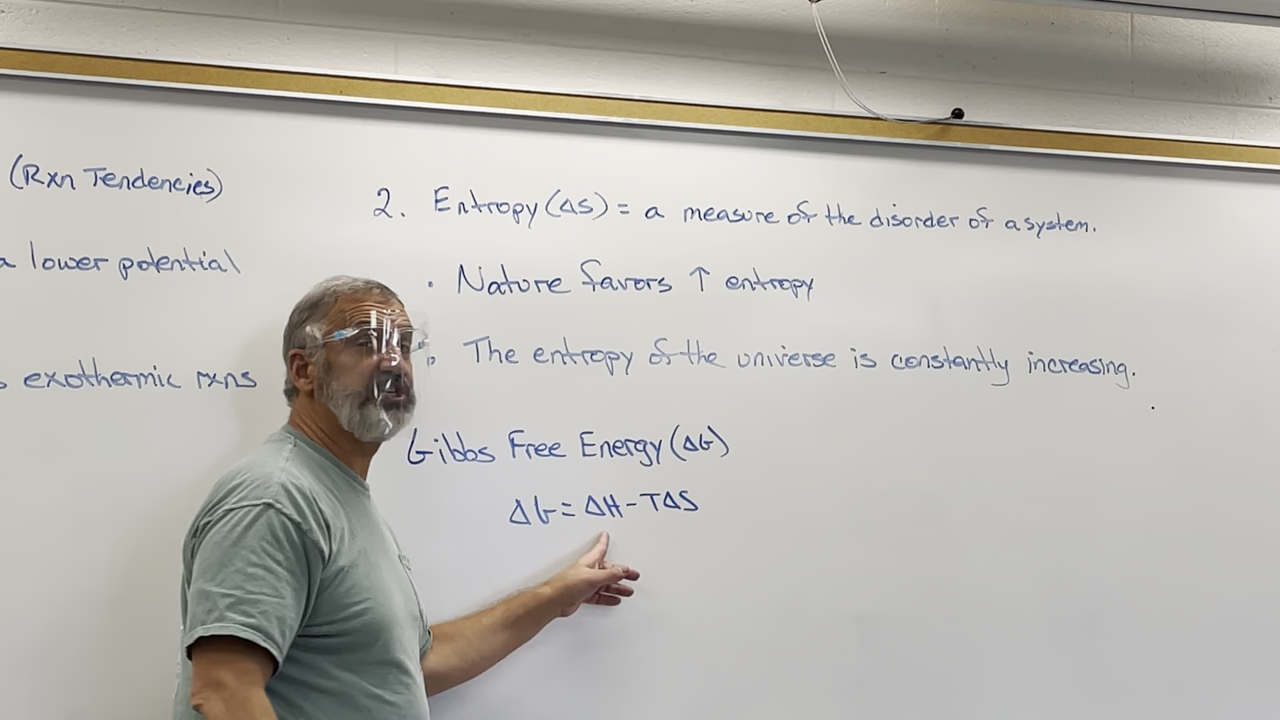 (Rxn Tendencies)
a lower potential
exothermic rxns
2. Entropy (ΔS) = a measure of the disorder of a system.
• Nature favors ↑ entropy
• The entropy of the universe is constantly increasing.
Gibbs Free Energy (ΔG)
ΔG = ΔH - TΔS